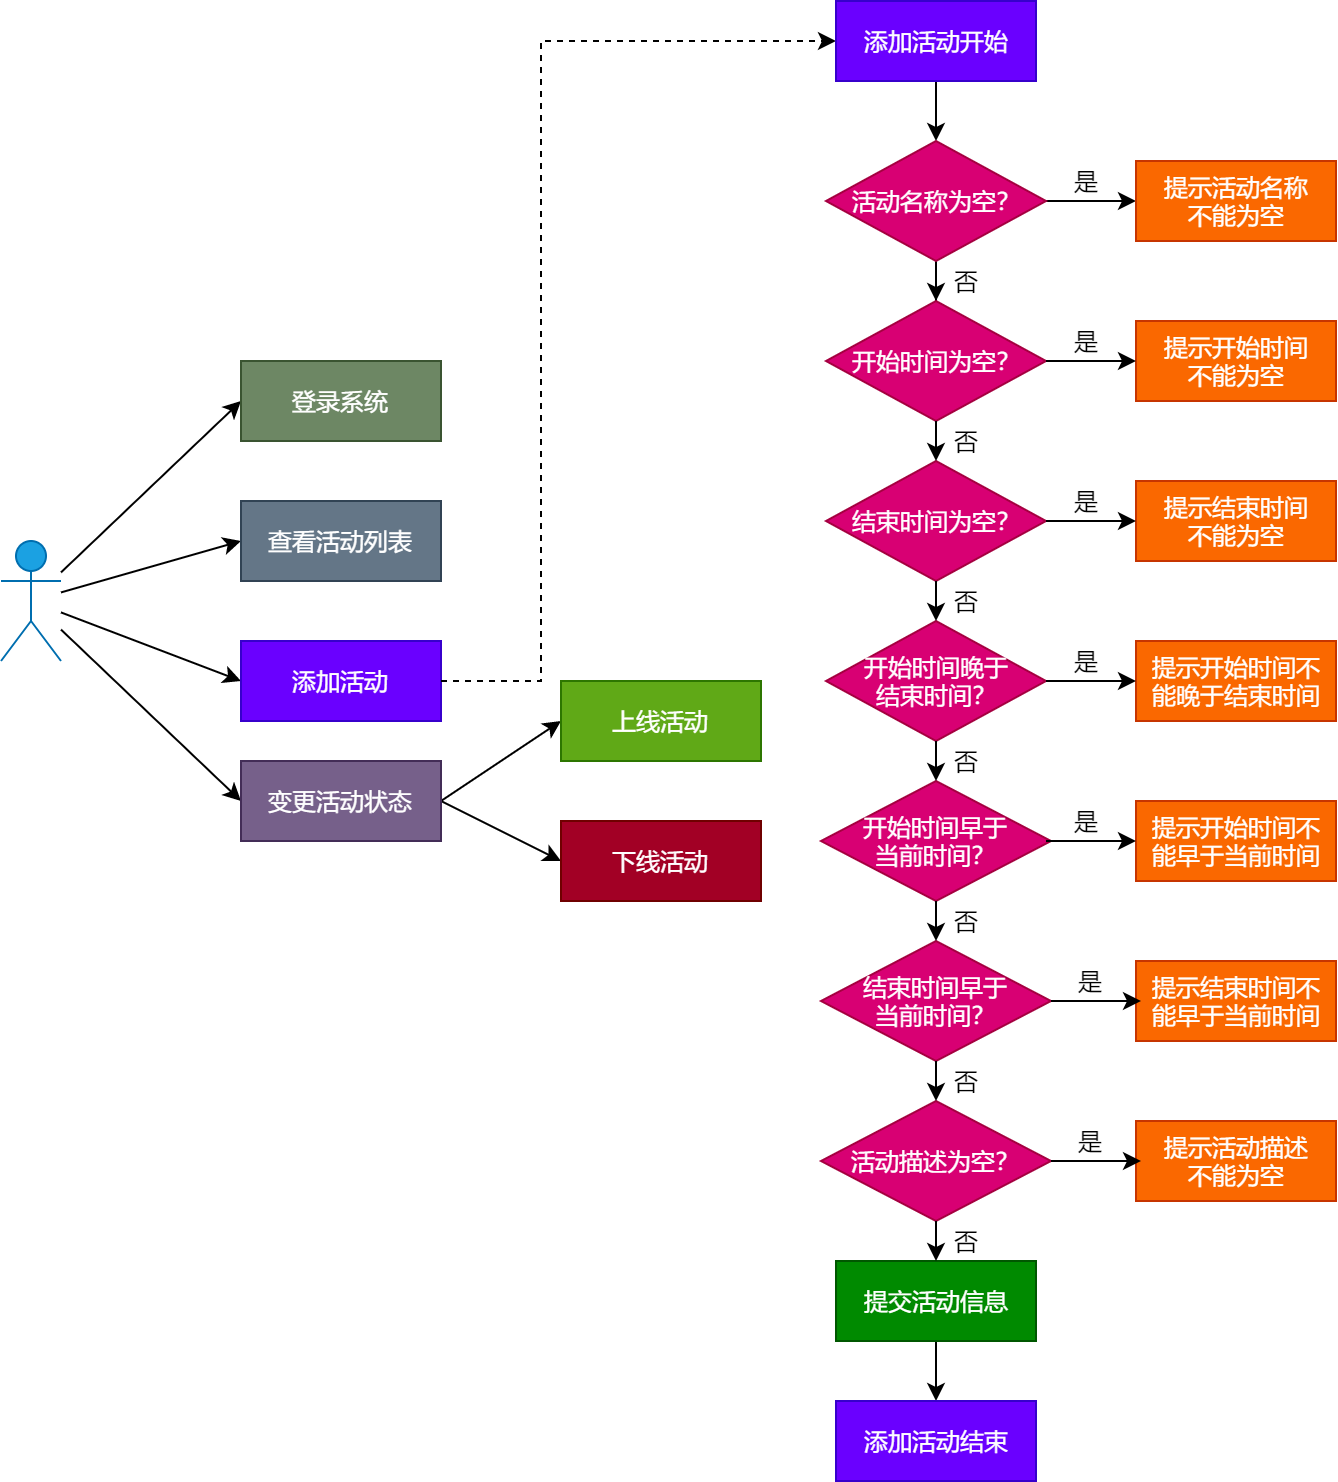 登录系统
查看活动列表
添加活动
变更活动状态
上线活动
下线活动
添加活动开始
活动名称为空？
是
提示活动名称
不能为空
否
开始时间为空？
是
提示开始时间
不能为空
否
结束时间为空？
是
提示结束时间
不能为空
否
开始时间晚于
结束时间？
是
提示开始时间不
能晚于结束时间
否
开始时间早于
当前时间？
是
提示开始时间不
能早于当前时间
否
结束时间早于
当前时间？
是
提示结束时间不
能早于当前时间
否
活动描述为空？
是
提示活动描述
不能为空
否
提交活动信息
添加活动结束